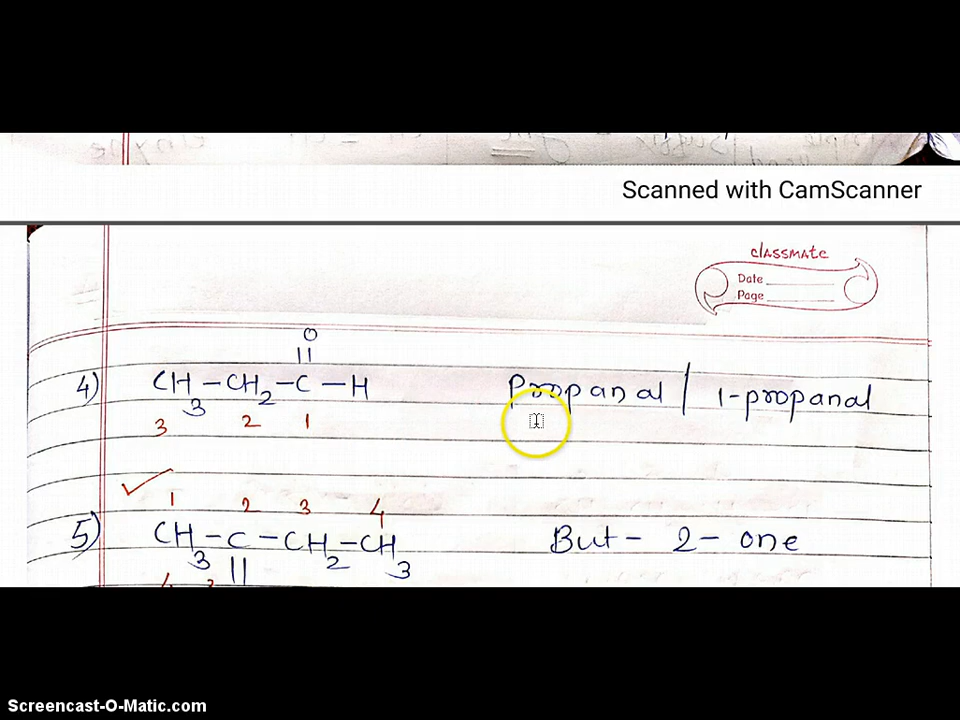 Scanned with CamScanner
classmate
Date
Page
O
||
4) CH3 - CH2 - C - H Propanal / 1-propanal
3 2 1
✓ 1 2 3 4
5) CH3 - C - CH2 - CH3 But - 2 - one
||
Screencast-O-Matic.com